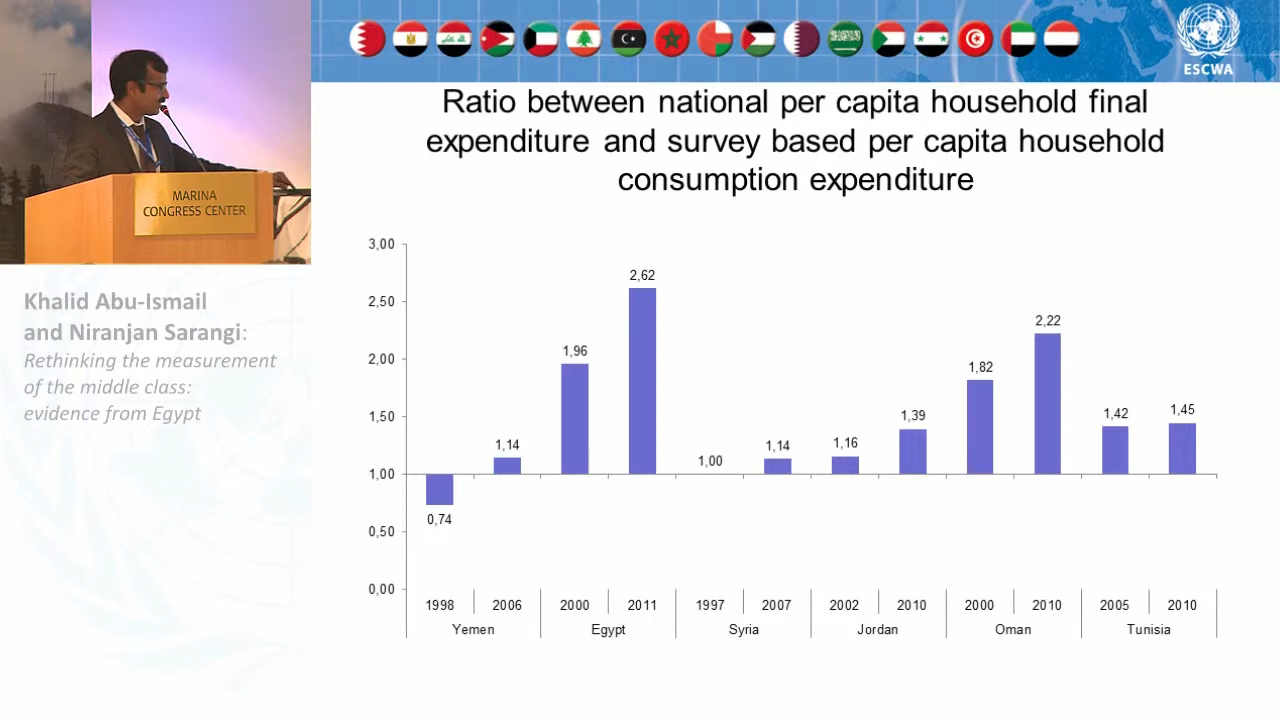 ESCWA
Ratio between national per capita household final
expenditure and survey based per capita household
consumption expenditure
MARINA
CONGRESS CENTER
Khalid Abu-Ismail
and Niranjan Sarangi:
Rethinking the measurement
of the middle class:
evidence from Egypt
3,00
2,50
2,00
1,50
1,00
0,50
0,00
0,74
1,14
1,96
2,62
1,00
1,14
1,16
1,39
1,82
2,22
1,42
1,45
1998 2006 2000 2011 1997 2007 2002 2010 2000 2010 2005 2010
Yemen Egypt Syria Jordan Oman Tunisia